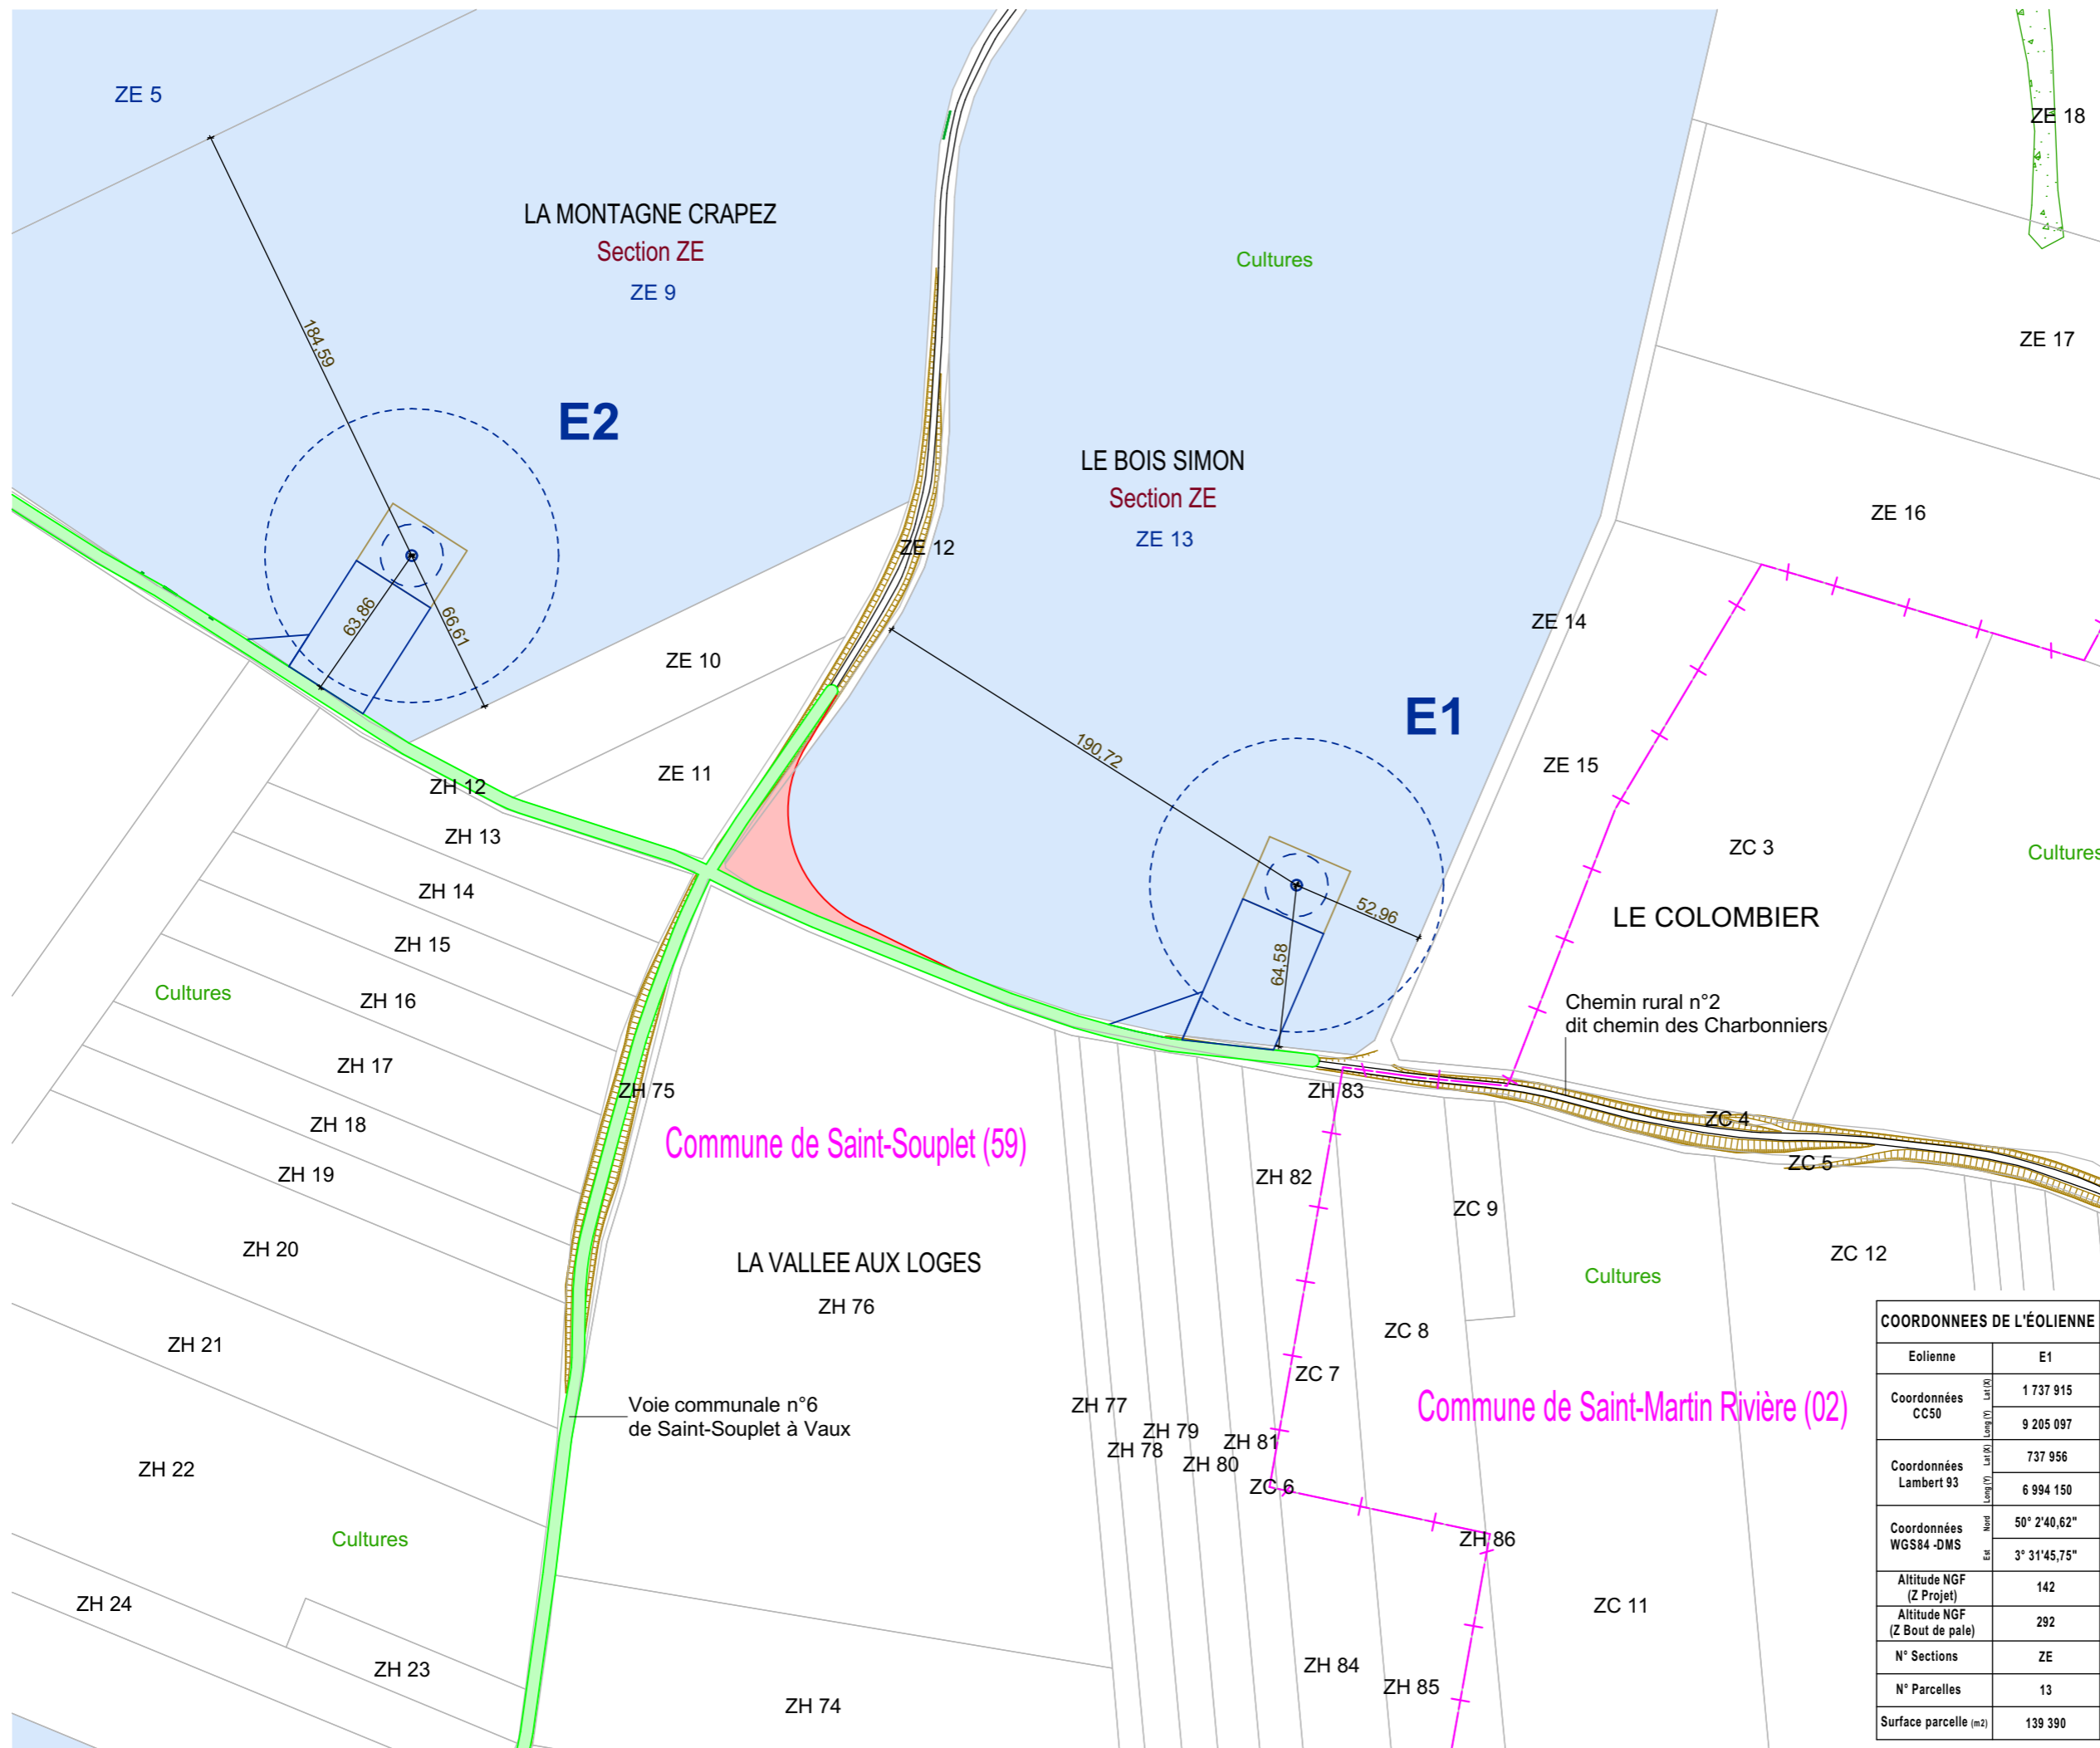 ZE 5
ZE 18
LA MONTAGNE CRAPEZ
Section ZE
ZE 9
Cultures
184,59
ZE 17
E2
LE BOIS SIMON
Section ZE
ZE 13
ZE 16
ZE 12
63,86
66,61
ZE 14
ZE 10
E1
190,72
ZE 15
ZE 11
ZH 12
ZH 13
ZC 3
Cultures
ZH 14
52,96
LE COLOMBIER
ZH 15
64,58
Cultures
ZH 16
Chemin rural n°2
dit chemin des Charbonniers
ZH 17
ZH 75
ZH 83
ZC 4
ZH 18
Commune de Saint-Souplet (59)
ZC 5
ZH 19
ZH 82
ZC 9
ZH 20
LA VALLEE AUX LOGES
ZC 12
Cultures
ZH 76
ZH 21
ZC 8
ZC 7
Voie communale n°6
de Saint-Souplet à Vaux
ZH 77
Commune de Saint-Martin Rivière (02)
ZH 79
ZH 78
ZH 81
ZH 80
ZH 22
ZC 6
Cultures
ZH 86
ZH 24
ZC 11
ZH 23
ZH 84
ZH 85
ZH 74
COORDONNEES DE L'ÉOLIENNE
Eolienne E1
Coordonnées CC50
Lat(X) 1 737 915
Long(Y) 9 205 097
Coordonnées Lambert 93
Lat(X) 737 956
Long(Y) 6 994 150
Coordonnées WGS84 -DMS
Nord 50° 2'40,62"
Est 3° 31'45,75"
Altitude NGF (Z Projet) 142
Altitude NGF (Z Bout de pale) 292
N° Sections ZE
N° Parcelles 13
Surface parcelle (m2) 139 390